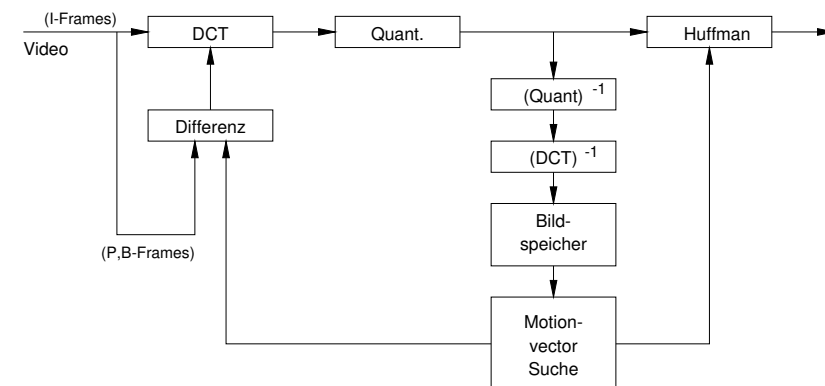 (I-Frames)
Video
DCT
Quant.
Huffman
(Quant) -1
Differenz
(DCT) -1
Bild-
speicher
(P,B-Frames)
Motion-
vector
Suche